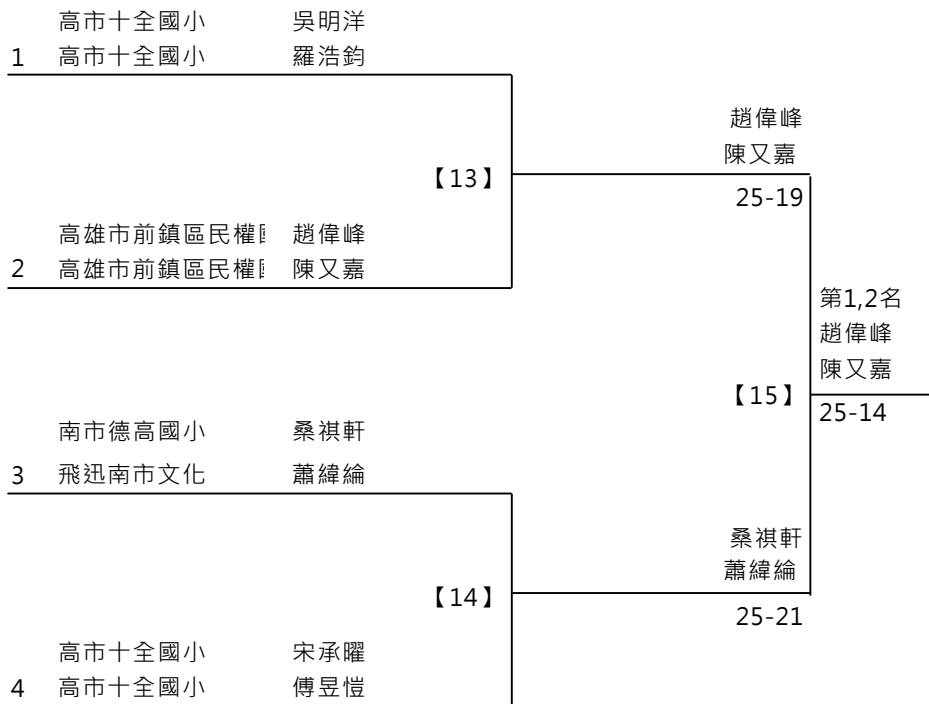 高市十全國小 吳明洋
1 高市十全國小 羅浩鈞
趙偉峰
陳又嘉
【13】
25-19
高雄市前鎮區民權 趙偉峰
2 高雄市前鎮區民權 陳又嘉
第1,2名
趙偉峰
陳又嘉
【15】
25-14
南市德高國小 桑祺軒
3 飛迅南市文化 蕭緯綸
桑祺軒
蕭緯綸
【14】
25-21
高市十全國小 宋承曜
4 高市十全國小 傅昱愷